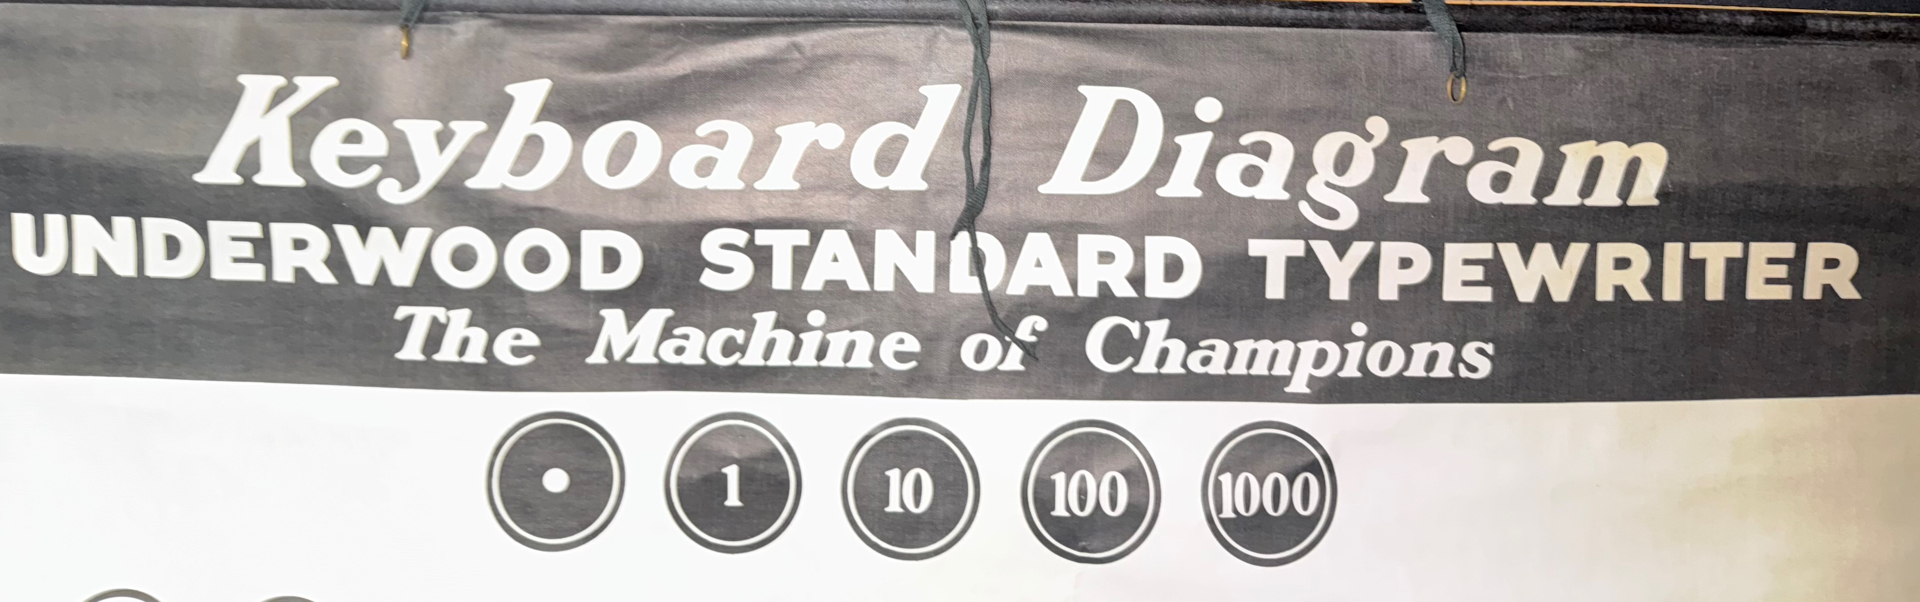 Keyboard Diagram
UNDERWOOD STANDARD TYPEWRITER
The Machine of Champions
• 1 10 100 1000